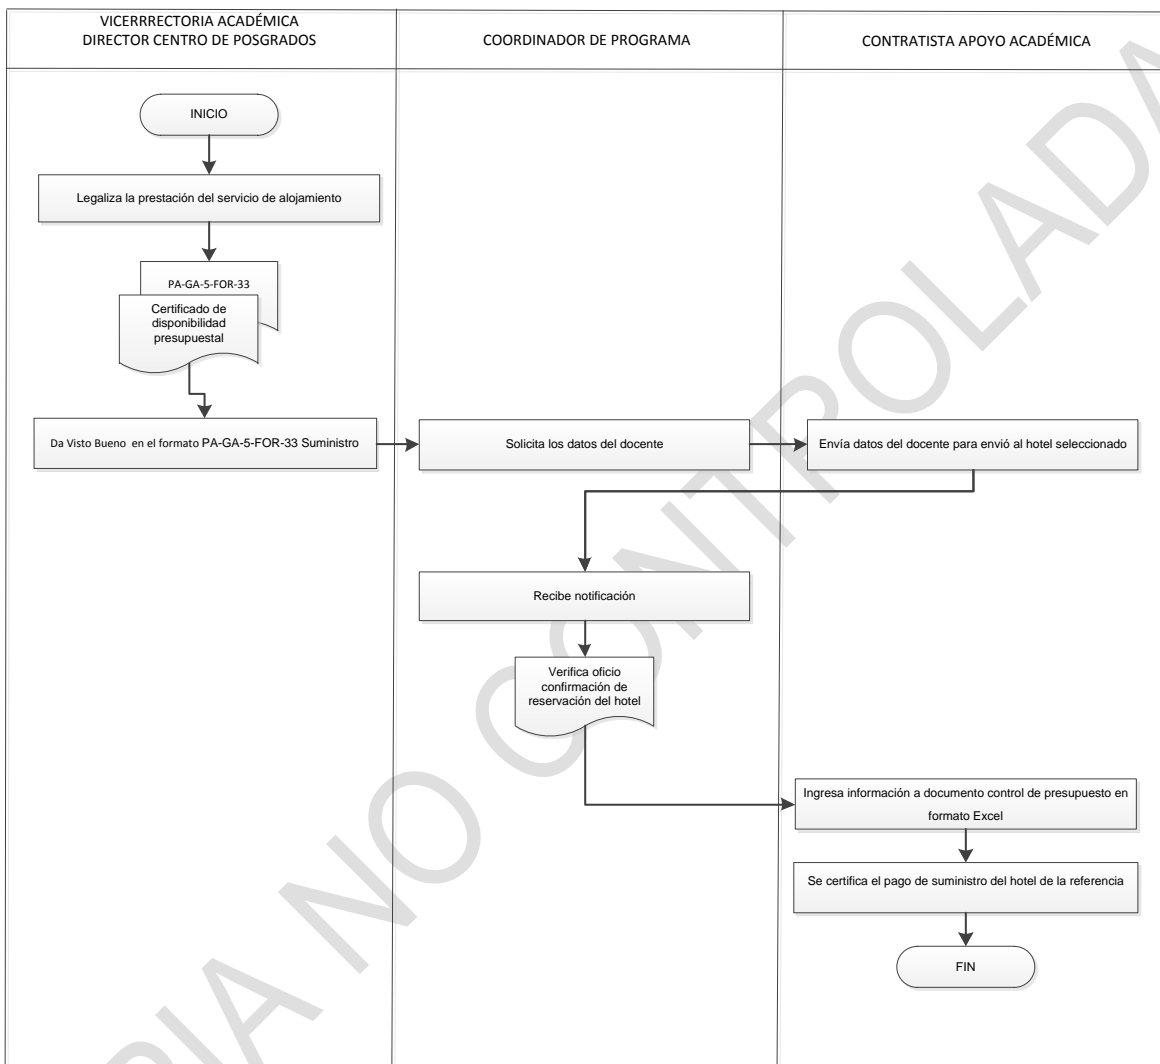 VICERRRECTORIA ACADÉMICA
DIRECTOR CENTRO DE POSGRADOS
COORDINADOR DE PROGRAMA
CONTRATISTA APOYO ACADÉMICA
INICIO
Legaliza la prestación del servicio de alojamiento
PA-GA-5-FOR-33
Certificado de
disponibilidad
presupuestal
Da Visto Bueno en el formato PA-GA-5-FOR-33 Suministro
Solicita los datos del docente
Envía datos del docente para envió al hotel seleccionado
Recibe notificación
Verifica oficio
confirmación de
reservación del hotel
Ingresa información a documento control de presupuesto en
formato Excel
Se certifica el pago de suministro del hotel de la referencia
FIN
RIA NO CONTROLADA